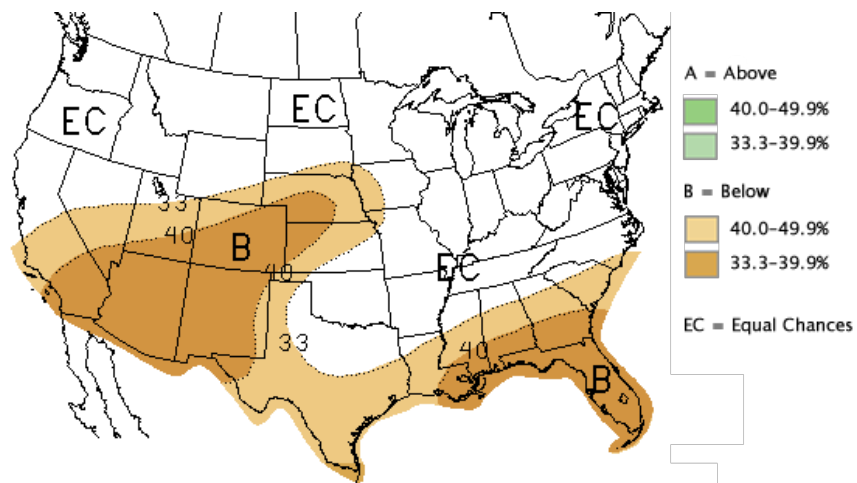 EC
EC
EC
33
40
B
40
EC
33
40
B
A = Above
40.0-49.9%
33.3-39.9%
B = Below
40.0-49.9%
33.3-39.9%
EC = Equal Chances